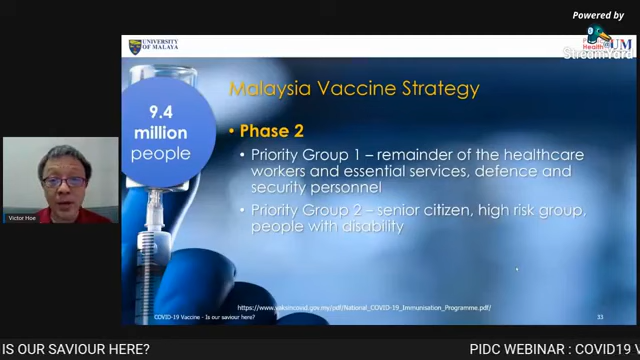 Powered by
StreamYard
UNIVERSITY
OF MALAYA
Health
UM
Malaysia Vaccine Strategy
9.4
million
people
• Phase 2
• Priority Group 1 – remainder of the healthcare
workers and essential services, defence and
security personnel
• Priority Group 2 – senior citizen, high risk group,
people with disability
Victor Hoe
https://www.vaksincovid.gov.my/pdf/National_COVID-19_Immunisation_Programme.pdf/
COVID-19 Vaccine - Is our saviour here?
33
IS OUR SAVIOUR HERE?
PIDC WEBINAR : COVID19 V